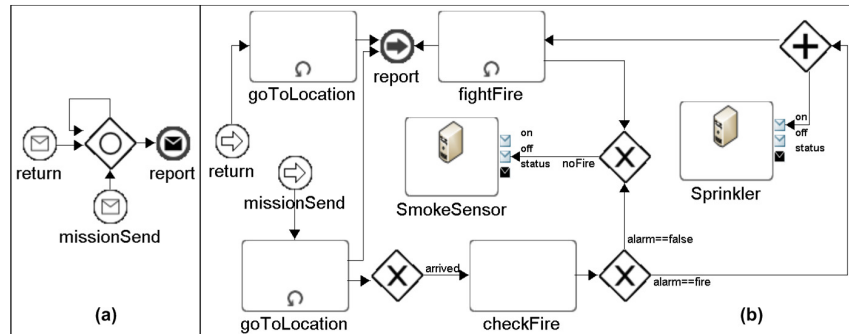 return
report
missionSend
(a)
goToLocation
report
fightFire
return
missionSend
on
off
status
noFire
SmokeSensor
on
off
status
Sprinkler
alarm==false
arrived
alarm==fire
goToLocation
checkFire
(b)